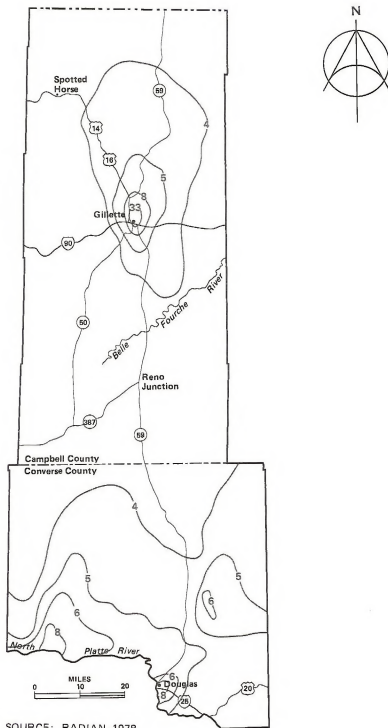 N
Spotted
Horse
59
14
16
4
5
8
33
Gillette
90
Belle Fourche River
50
Reno
Junction
387
59
Campbell County
Converse County
4
5
5
6
6
8
North Platte River
MILES
0 10 20
6
Douglas
8
25
20
SOURCE: RADIAN 1978